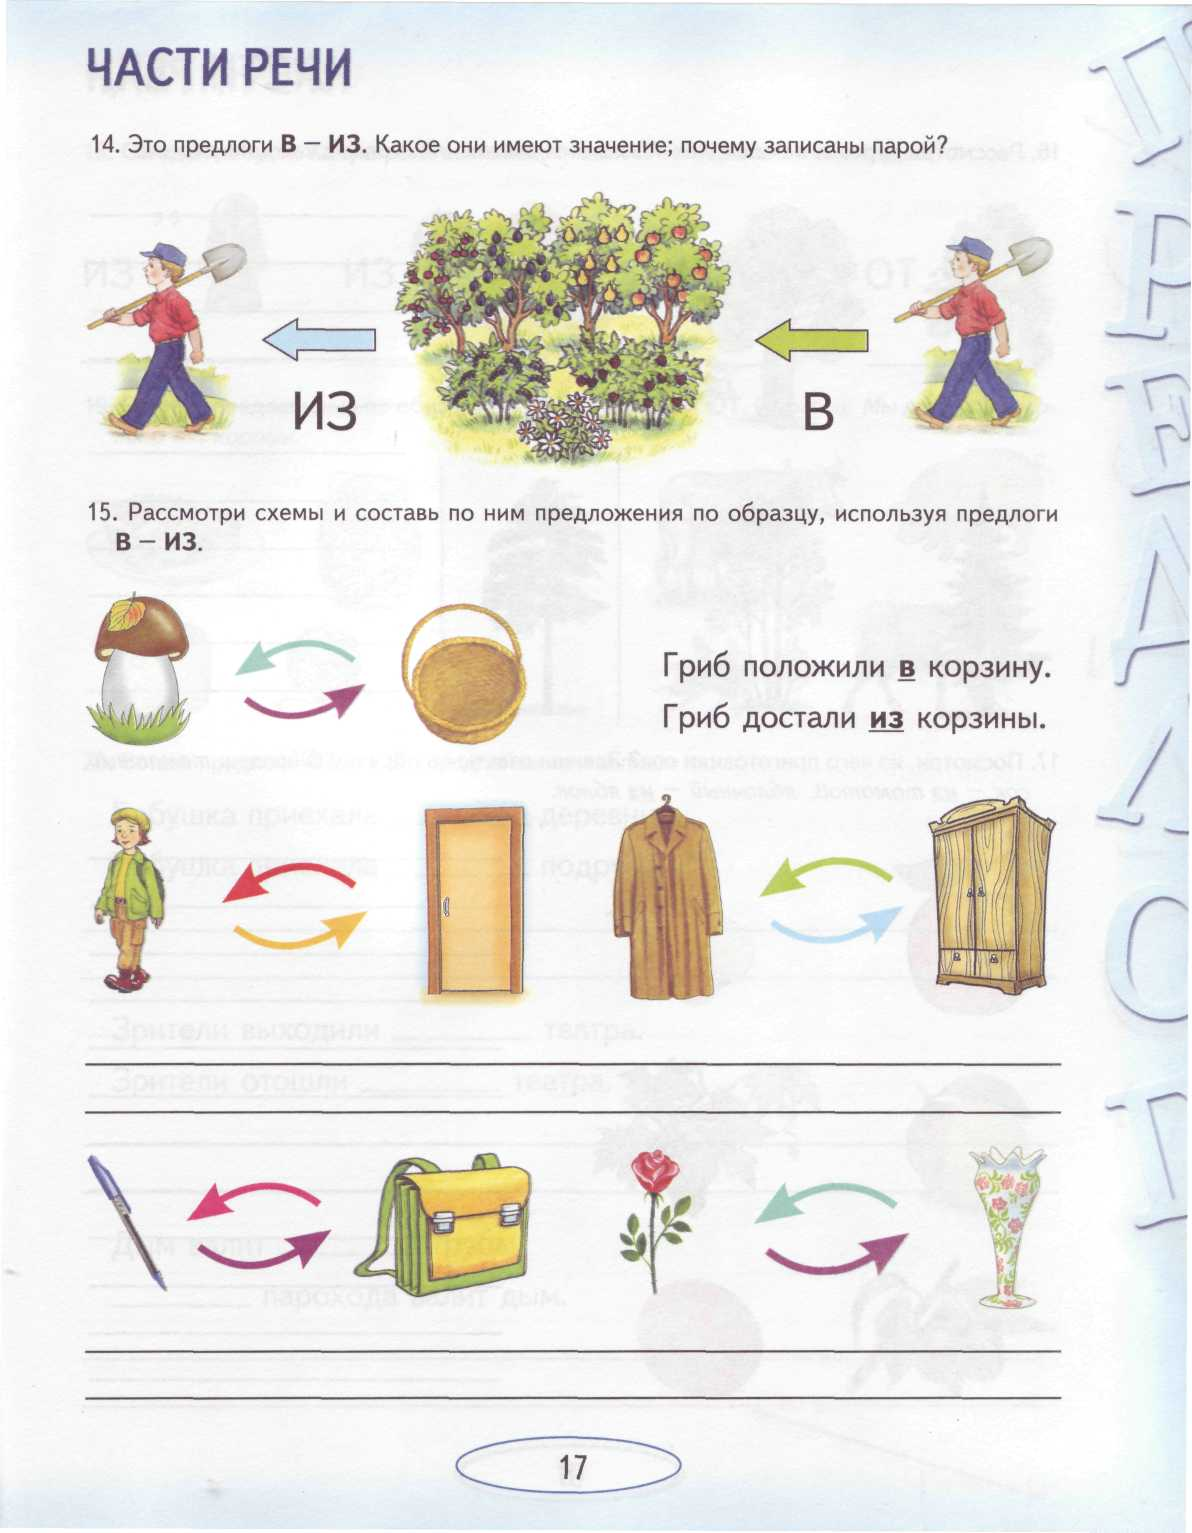 ЧАСТИ РЕЧИ
14. Это предлоги В – ИЗ. Какое они имеют значение; почему записаны парой?
ИЗ
В
15. Рассмотри схемы и составь по ним предложения по образцу, используя предлоги
В – ИЗ.
Гриб положили в корзину.
Гриб достали из корзины.
17
ПРЕДЛОГ